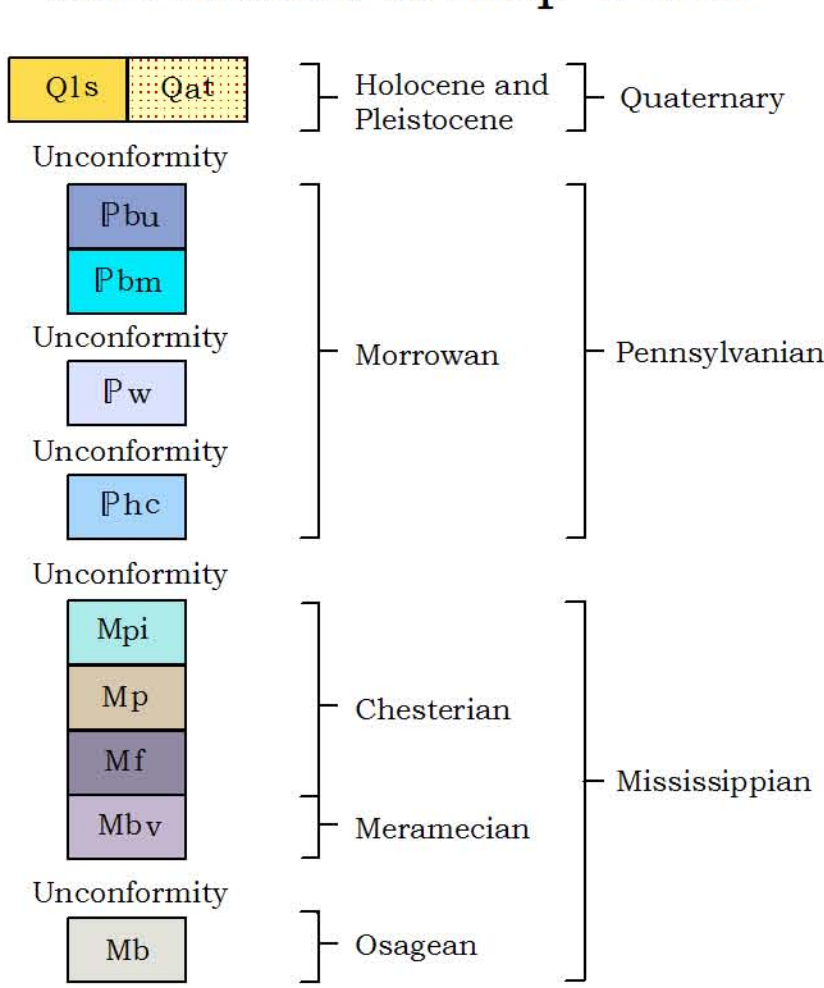 Qls Qat Holocene and Pleistocene Quaternary
Unconformity
ℙbu
ℙbm
Unconformity
Morrowan Pennsylvanian
ℙw
Unconformity
ℙhc
Unconformity
Mpi
Mp
Chesterian
Mf
Mississippian
Mbv Meramecian
Unconformity
Mb Osagean